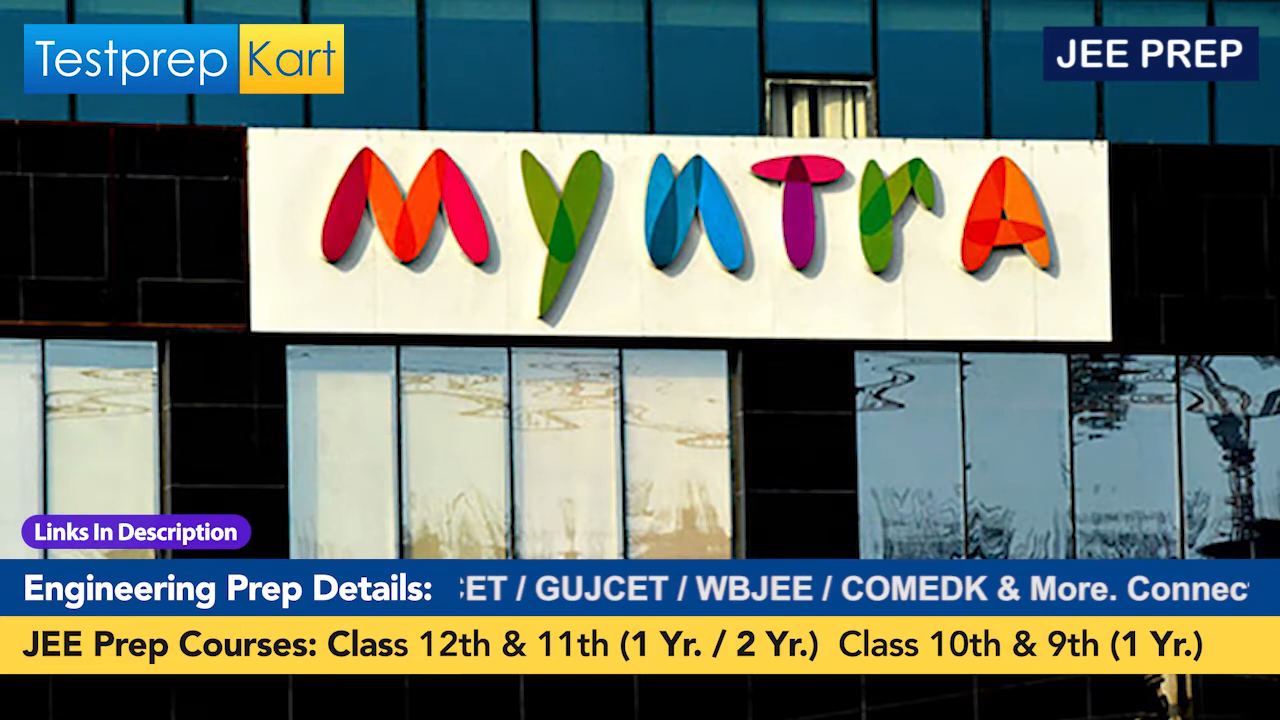 Testprep Kart
JEE PREP
Myntra
Links In Description
Engineering Prep Details: / GUJCET / WBJEE / COMEDK & More.
JEE Prep Courses: Class 12th & 11th (1 Yr. / 2 Yr.) Class 10th & 9th (1 Yr.)